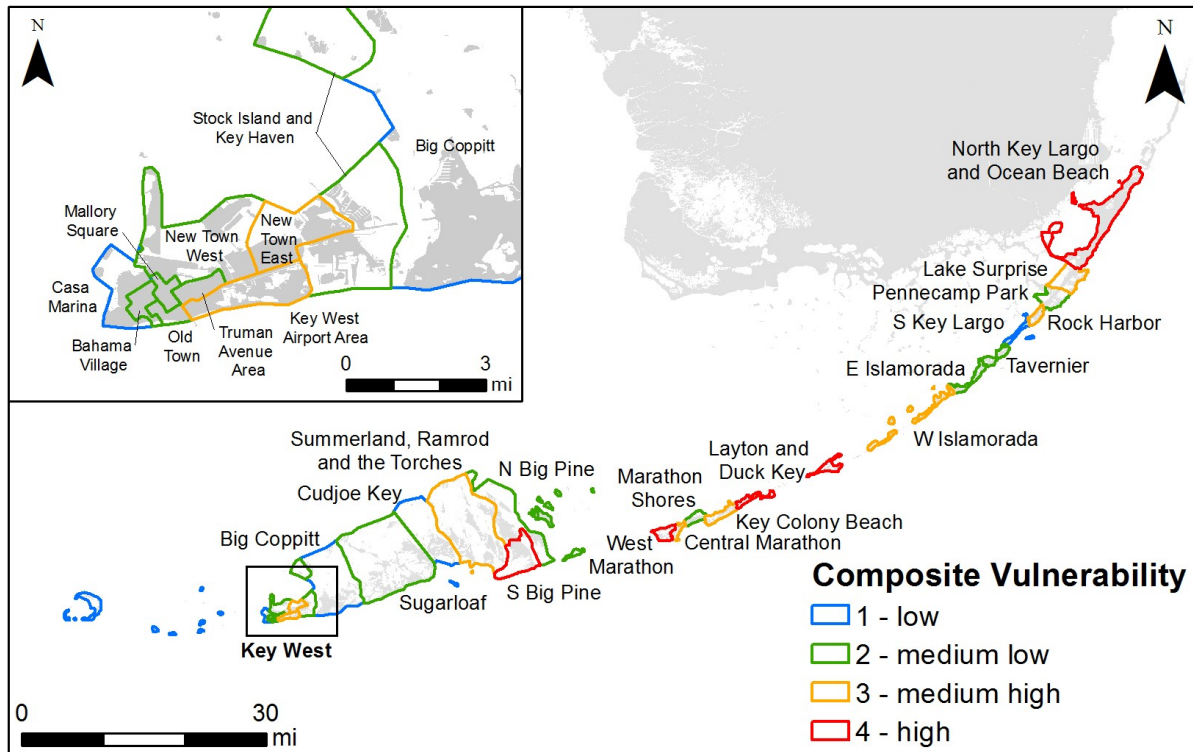 N
Stock Island and
Key Haven
Big Coppitt
Mallory
Square
New Town
West
New
Town
East
Casa
Marina
Bahama
Village
Old
Town
Truman
Avenue
Area
Key West
Airport Area
0
3
mi
N
North Key Largo
and Ocean Beach
Lake Surprise
Pennecamp Park
S Key Largo
Rock Harbor
E Islamorada
Tavernier
W Islamorada
Layton and
Duck Key
Marathon
Shores
Key Colony Beach
West
Central Marathon
Marathon
Summerland, Ramrod
and the Torches
N Big Pine
Cudjoe Key
Big Coppitt
Sugarloaf
S Big Pine
Key West
0
30
mi
Composite Vulnerability
1 - low
2 - medium low
3 - medium high
4 - high